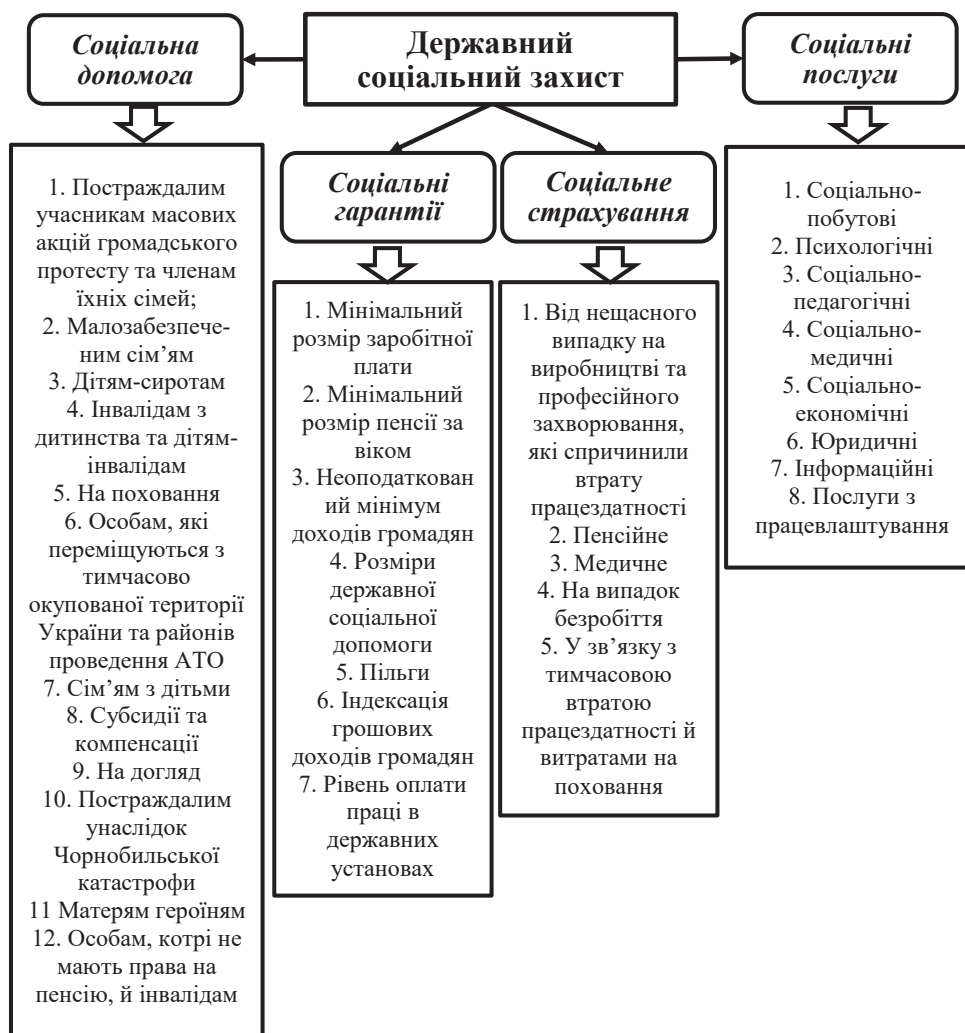 Державний
соціальний захист
Соціальна
допомога
1. Постраждалим
учасникам масових
акцій громадського
протесту та членам
їхніх сімей;
2. Малозабезпече-
ним сім’ям
3. Дітям-сиротам
4. Інвалідам з
дитинства та дітям-
інвалідам
5. На поховання
6. Особам, які
переміщуються з
тимчасово
окупованої території
України та районів
проведення АТО
7. Сім’ям з дітьми
8. Субсидії та
компенсації
9. На догляд
10. Постраждалим
унаслідок
Чорнобильської
катастрофи
11 Матерям героїням
12. Особам, котрі не
мають права на
пенсію, й інвалідам
Соціальні
гарантії
1. Мінімальний
розмір заробітної
плати
2. Мінімальний
розмір пенсії за
віком
3. Неоподаткован
ий мінімум
доходів громадян
4. Розміри
державної
соціальної
допомоги
5. Пільги
6. Індексація
грошових
доходів громадян
7. Рівень оплати
праці в
державних
установах
Соціальне
страхування
1. Від нещасного
випадку на
виробництві та
професійного
захворювання,
які спричинили
втрату
працездатності
2. Пенсійне
3. Медичне
4. На випадок
безробіття
5. У зв’язку з
тимчасовою
втратою
працездатності й
витратами на
поховання
Соціальні
послуги
1. Соціально-
побутові
2. Психологічні
3. Соціально-
педагогічні
4. Соціально-
медичні
5. Соціально-
економічні
6. Юридичні
7. Інформаційні
8. Послуги з
працевлаштування